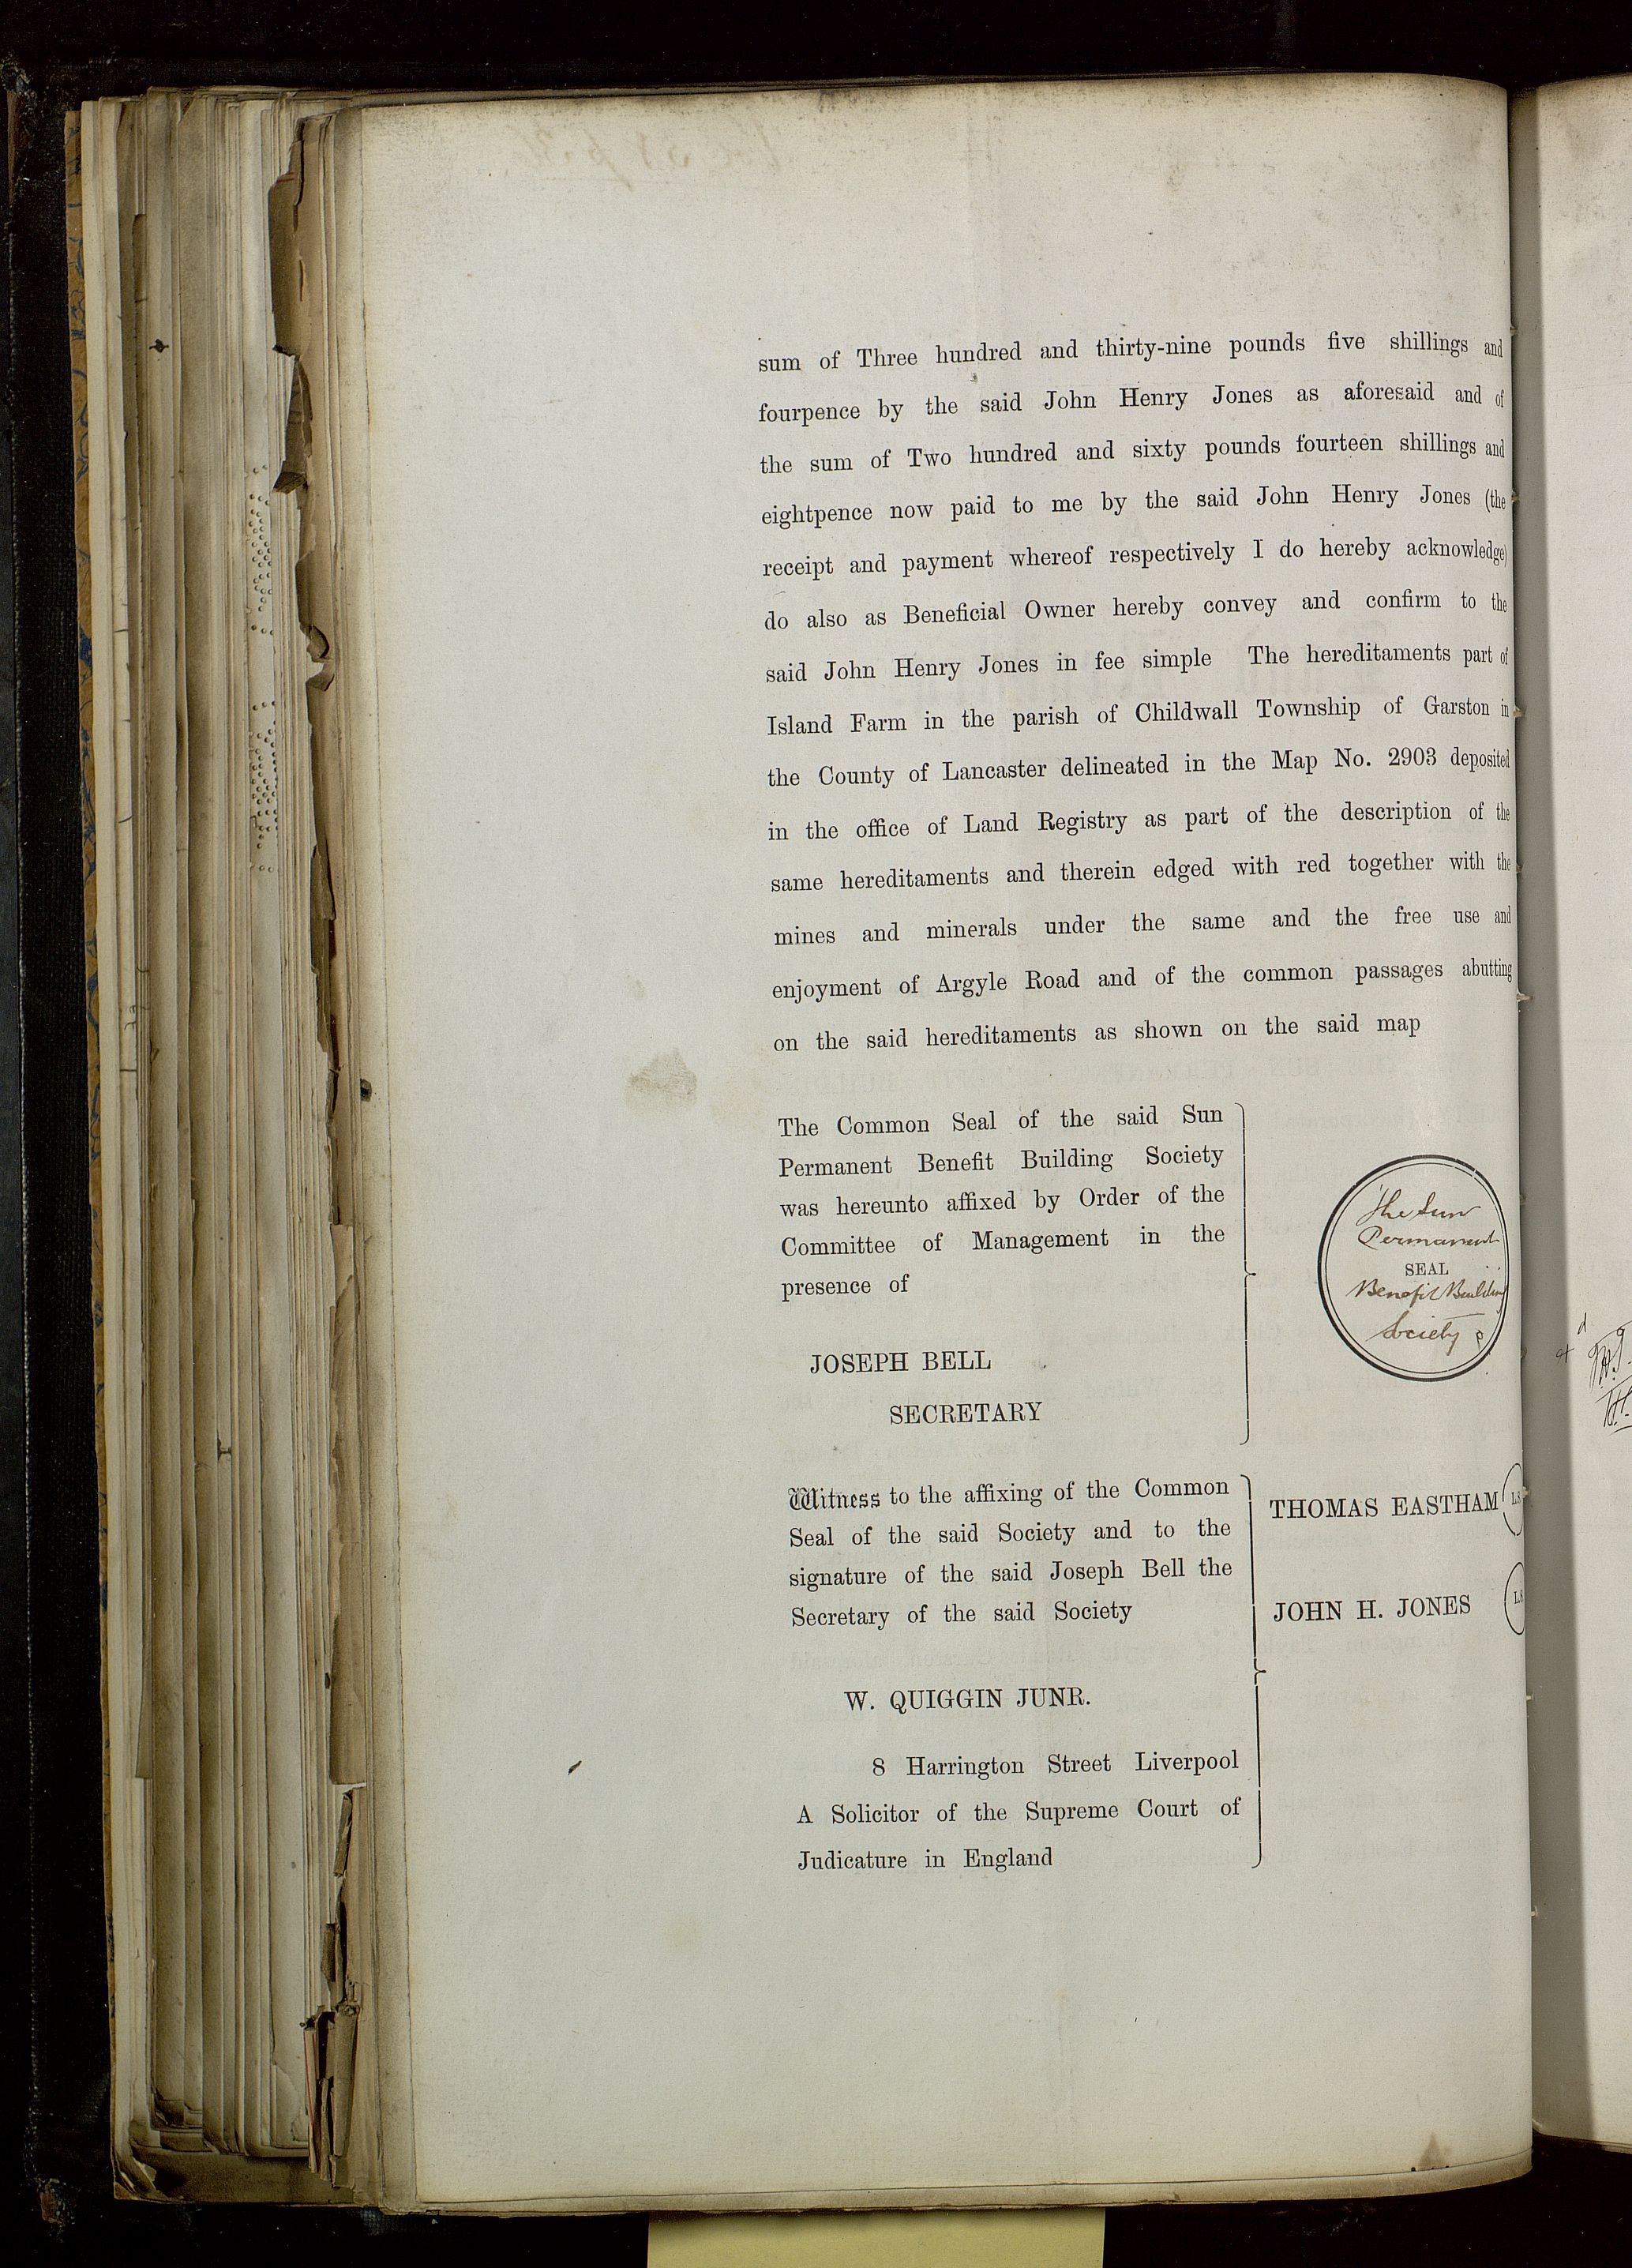 sum of Three hundred and thirty-nine pounds five shillings and
fourpence by the said John Henry Jones as aforesaid and of
the sum of Two hundred and sixty pounds fourteen shillings and
eightpence now paid to me by the said John Henry Jones (the
receipt and payment whereof respectively I do hereby acknowledge)
do also as Beneficial Owner hereby convey and confirm to the
said John Henry Jones in fee simple The hereditaments part of
Island Farm in the parish of Childwall Township of Garston in
the County of Lancaster delineated in the Map No. 2903 deposited
in the office of Land Registry as part of the description of the
same hereditaments and therein edged with red together with the
mines and minerals under the same and the free use and
enjoyment of Argyle Road and of the common passages abutting
on the said hereditaments as shown on the said map
The Common Seal of the said Sun
Permanent Benefit Building Society
was hereunto affixed by Order of the
Committee of Management in the
presence of
JOSEPH BELL
SECRETARY
The Sun
Permanent
SEAL
Benefit Building
Society
Witness to the affixing of the Common
Seal of the said Society and to the
signature of the said Joseph Bell the
Secretary of the said Society
W. QUIGGIN JUNR.
8 Harrington Street Liverpool
A Solicitor of the Supreme Court of
Judicature in England
THOMAS EASTHAM LS
JOHN H. JONES LS